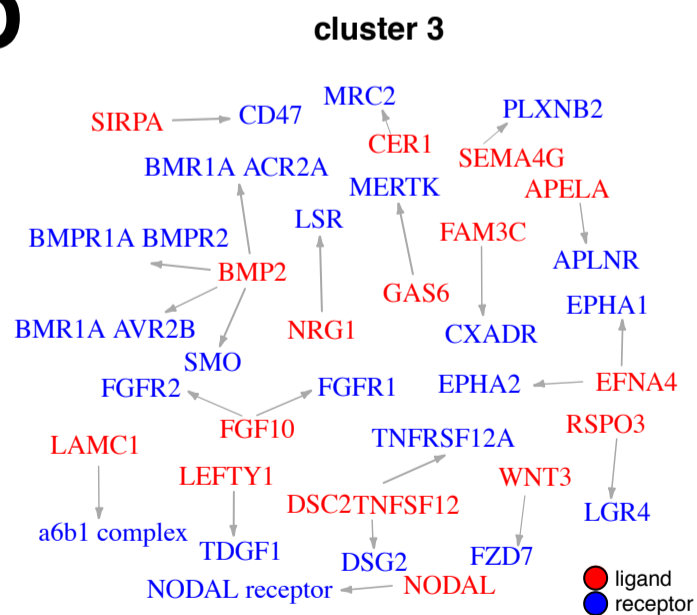 cluster 3
MRC2
SIRPA
CD47
PLXNB2
CER1
SEMA4G
BMR1A ACR2A
MERTK
APELA
LSR
BMPR1A BMPR2
FAM3C
BMP2
APLNR
GAS6
EPHA1
BMR1A AVR2B
NRG1
CXADR
SMO
FGFR2
FGFR1
EPHA2
EFNA4
FGF10
RSPO3
LAMC1
TNFRSF12A
LEFTY1
WNT3
DSC2
TNFSF12
LGR4
a6b1 complex
TDGF1
DSG2
FZD7
NODAL receptor
NODAL
ligand
receptor